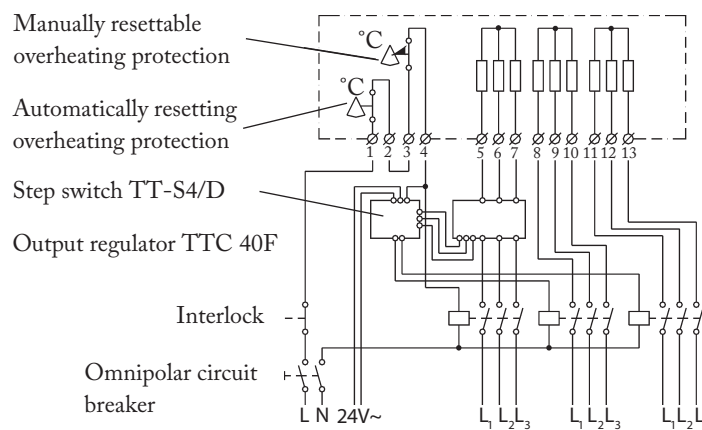 Manually resettable
overheating protection
°C
°C
Automatically resetting
overheating protection
1 2 3 4 5 6 7 8 9 10 11 12 13
Step switch TT-S4/D
Output regulator TTC 40F
Interlock
Omnipolar circuit
breaker
L N 24V~ L1 L2 L3 L1 L2 L3 L1 L2 L